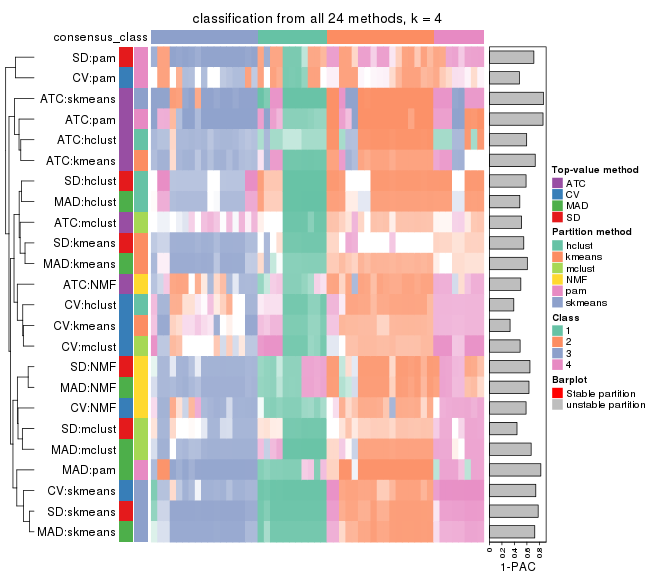 classification from all 24 methods, k = 4
consensus_class
SD:pam
CV:pam
ATC:skmeans
ATC:pam
ATC:hclust
ATC:kmeans
SD:hclust
MAD:hclust
ATC:mclust
SD:kmeans
MAD:kmeans
ATC:NMF
CV:hclust
CV:kmeans
CV:mclust
SD:NMF
MAD:NMF
CV:NMF
SD:mclust
MAD:mclust
MAD:pam
CV:skmeans
SD:skmeans
MAD:skmeans
0 0.2 0.4 0.6 0.8
1-PAC
Top-value method
ATC
CV
MAD
SD
Partition method
hclust
kmeans
mclust
NMF
pam
skmeans
Class
1
2
3
4
Barplot
Stable partition
unstable partition